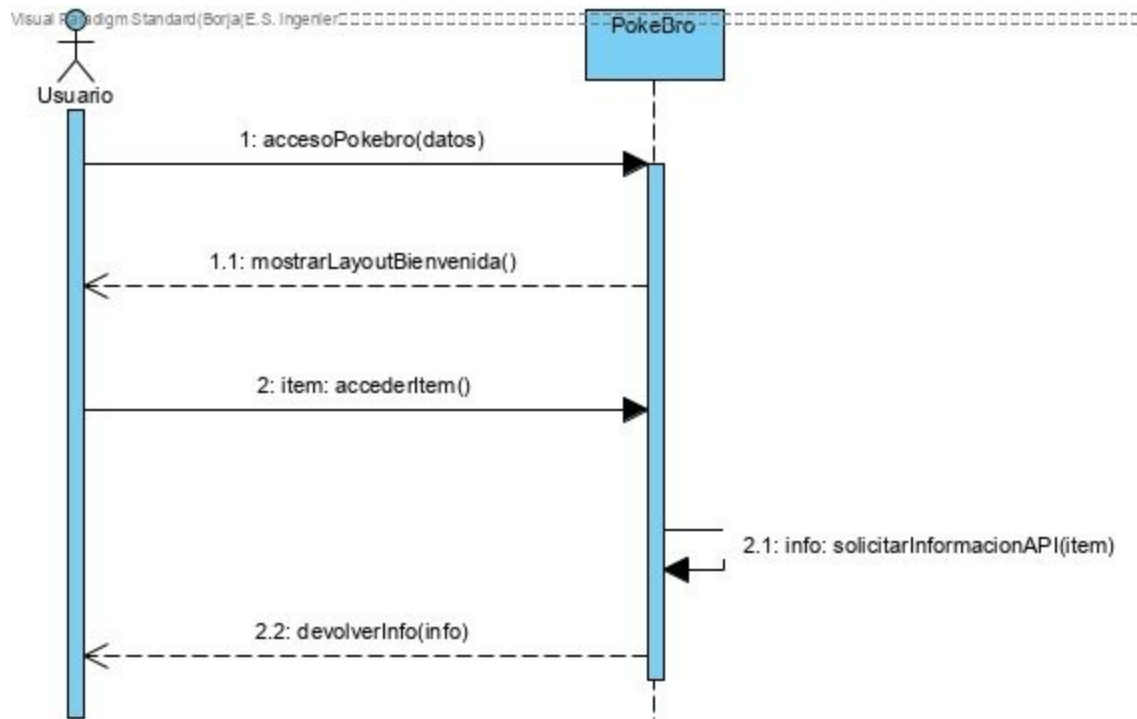 Visual Paradigm Standard(Borja(E.S. Ingenier
PokeBro
Usuario
1: accesoPokebro(datos)
1.1: mostrarLayoutBienvenida()
2: item: accederItem()
2.1: info: solicitarInformacionAPI(item)
2.2: devolverInfo(info)